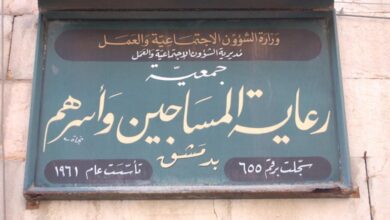 وزارة الشؤون الاجتماعية والعمل
مديرية الشؤون الاجتماعية والعمل
جمعية
رعاية المساجين وأسرهم
بدمشق
سجلت برقم ٦٥٥
تأسست عام ١٩٦١